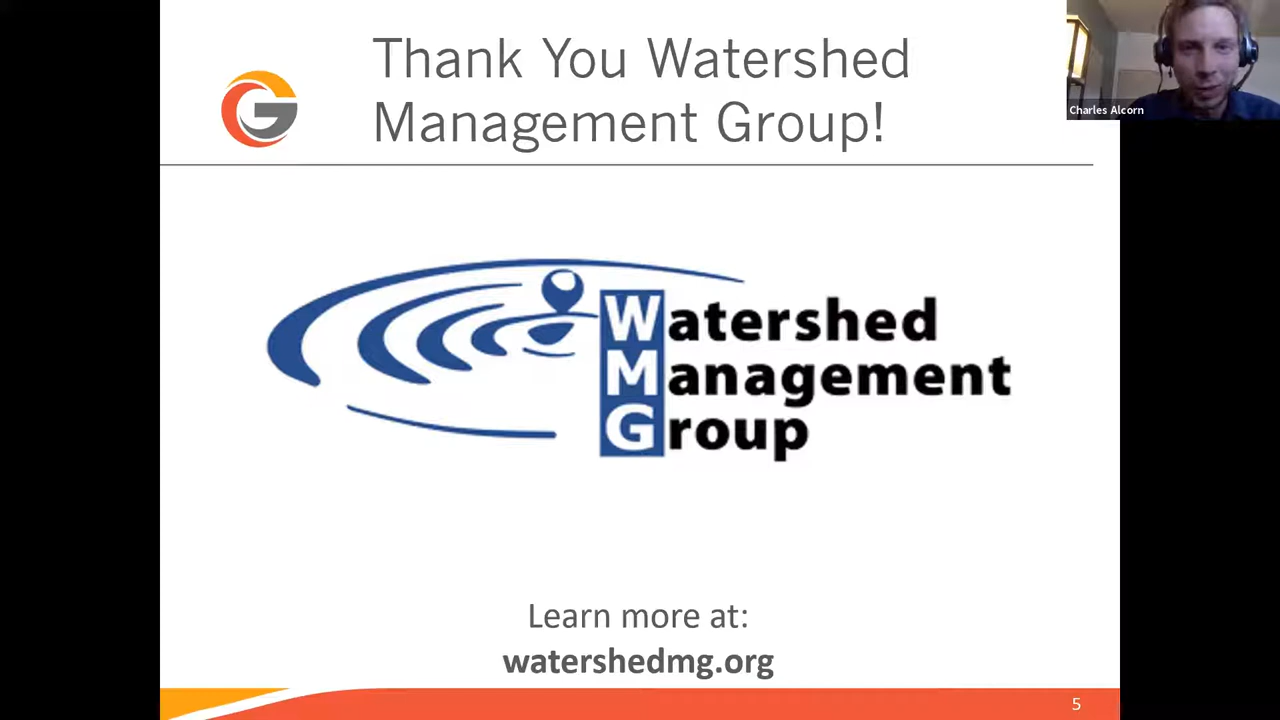 Thank You Watershed
Management Group!
Charles Alcorn
Watershed
Management
Group
Learn more at:
watershedmg.org
5